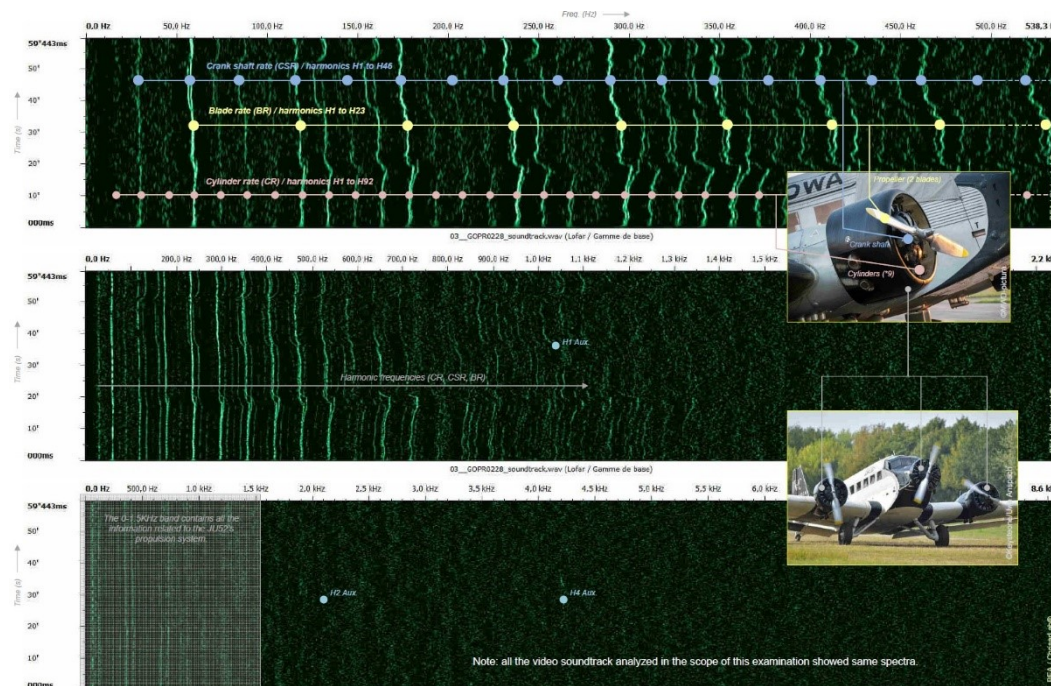 Freq. (Hz)
0.0 Hz 50,0 Hz 100,0 Hz 150,0 Hz 200,0 Hz 250,0 Hz 300,0 Hz 350,0 Hz 400,0 Hz 450,0 Hz 500,0 Hz 538,3
59°443ms
50'
40'
30'
20'
10'
000ms
Time (s)
Crank shaft rate (CSR) / harmonics H1 to H46
Blade rate (BR) / harmonics H1 to H23
Cylinder rate (CR) / harmonics H1 to H92
Propeller (2 blades)
Crank shaft
Cylinders (*9)
03__GOPR0228_soundtrack.wav (Lofar / Gamme de base)
0.0 Hz 100,0 Hz 200,0 Hz 300,0 Hz 400,0 Hz 500,0 Hz 600,0 Hz 700,0 Hz 800,0 Hz 900,0 Hz 1,0 kHz 1,1 kHz 1,2 kHz 1,3 kHz 1,4 kHz 1,5 kHz 2.2 k
59°443ms
50'
40'
30'
20'
10'
000ms
Time (s)
H1 Aux.
Harmonic frequencies (CR, CSR, BR)
03__GOPR0228_soundtrack.wav (Lofar / Gamme de base)
0.0 Hz 500,0 Hz 1.0 kHz 1.5 kHz 2.0 kHz 2.5 kHz 3.0 kHz 3.5 kHz 4.0 kHz 4.5 kHz 5.0 kHz 5.5 kHz 6.0 kHz 8.6 k
59°443ms
50'
40'
30'
20'
10'
000ms
Time (s)
The 0-1.5KHz band contains all the
information related to the JU52's
propulsion system.
H2 Aux.
H4 Aux.
Note: all the video soundtrack analyzed in the scope of this examination showed same spectra.